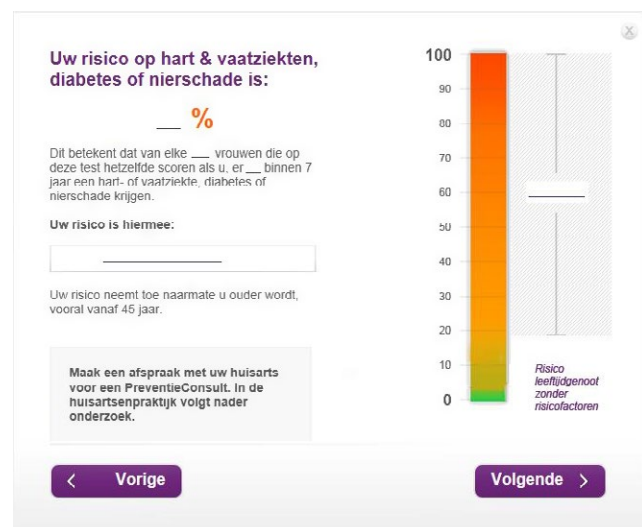 Uw risico op hart & vaatziekten,
diabetes of nierschade is:
__ %
Dit betekent dat van elke __ vrouwen die op
deze test hetzelfde scoren als u, er __ binnen 7
jaar een hart- of vaatziekte, diabetes of
nierschade krijgen.
Uw risico is hiermee:
Uw risico neemt toe naarmate u ouder wordt,
vooral vanaf 45 jaar.
Maak een afspraak met uw huisarts
voor een PreventieConsult. In de
huisartsenpraktijk volgt nader
onderzoek.
100
90
80
70
60
50
40
30
20
10
0
Risico
leeftijdgenoot
zonder
risicofactoren
Vorige
Volgende
X